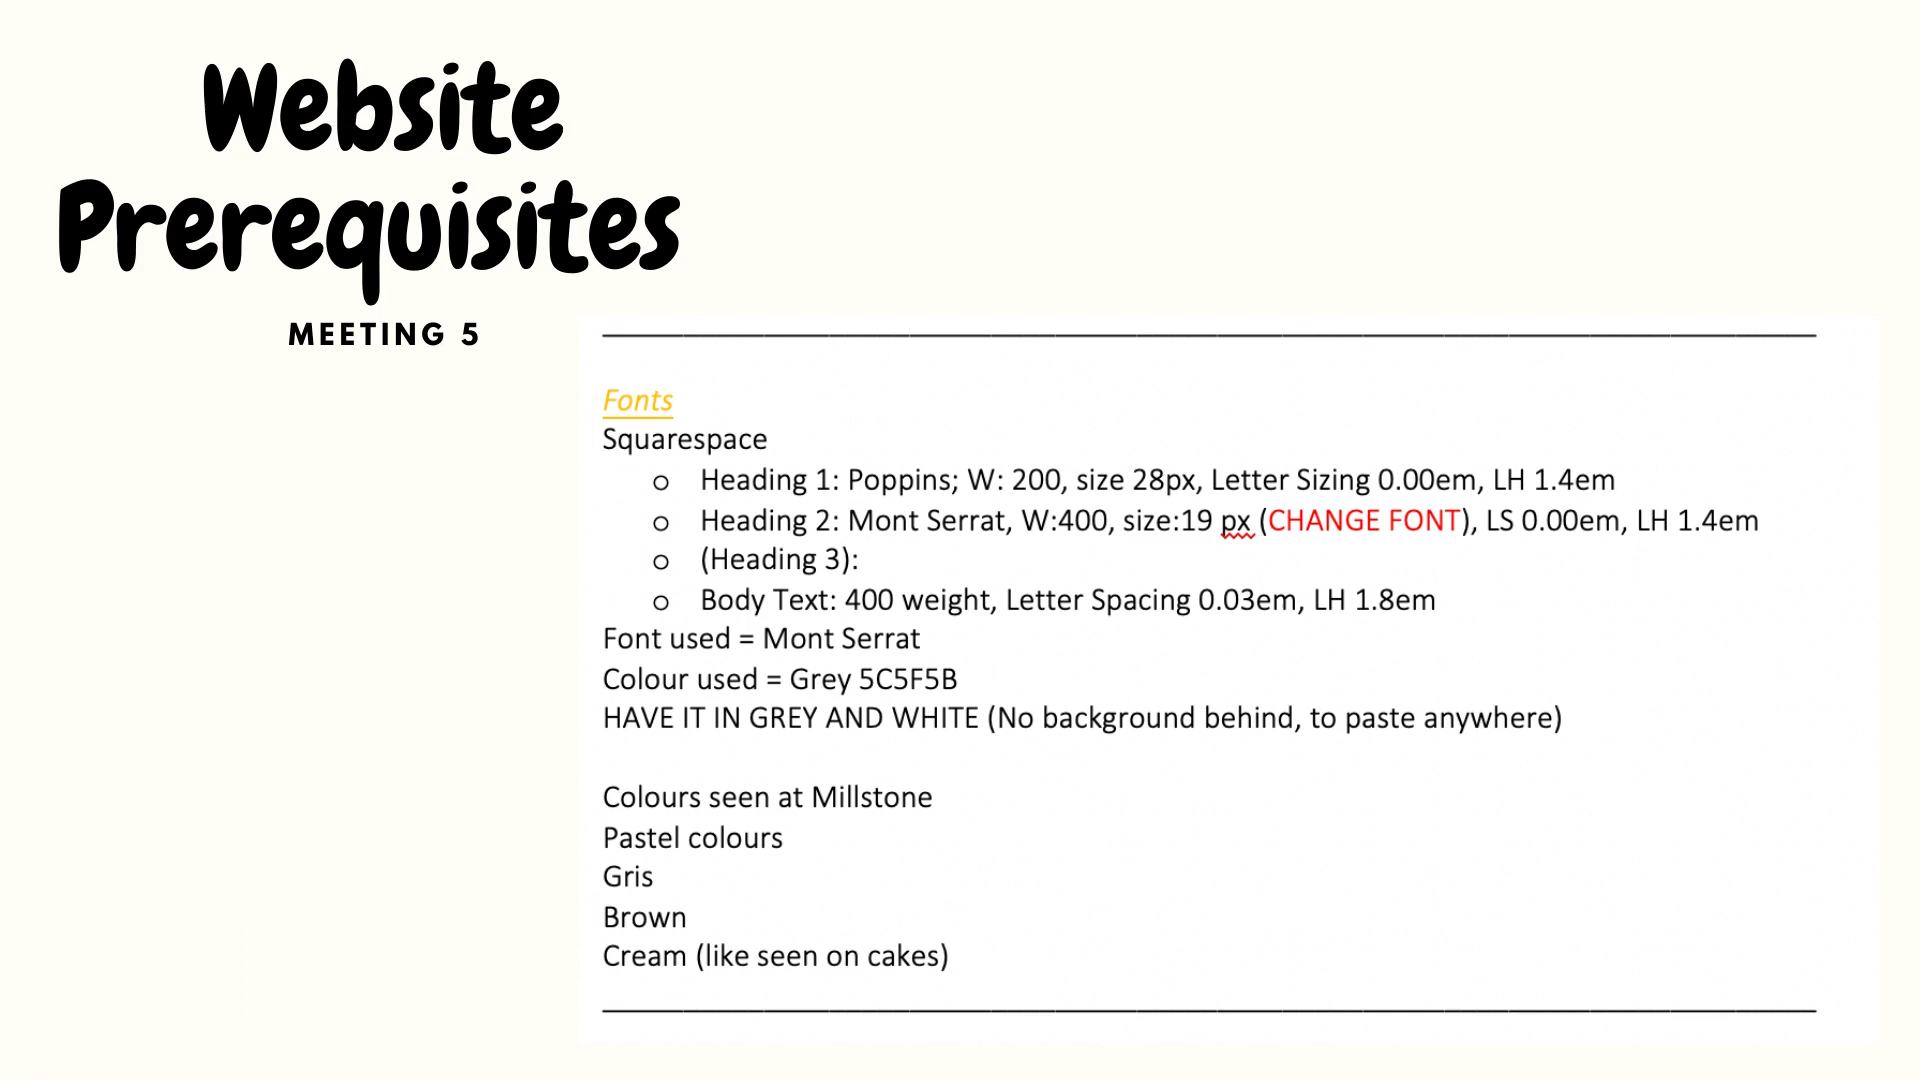 Website
Prerequisites
MEETING 5
Fonts
Squarespace
o Heading 1: Poppins; W: 200, size 28px, Letter Sizing 0.00em, LH 1.4em
o Heading 2: Mont Serrat, W:400, size:19 px (CHANGE FONT), LS 0.00em, LH 1.4em
o (Heading 3):
o Body Text: 400 weight, Letter Spacing 0.03em, LH 1.8em
Font used = Mont Serrat
Colour used = Grey 5C5F5B
HAVE IT IN GREY AND WHITE (No background behind, to paste anywhere)
Colours seen at Millstone
Pastel colours
Gris
Brown
Cream (like seen on cakes)